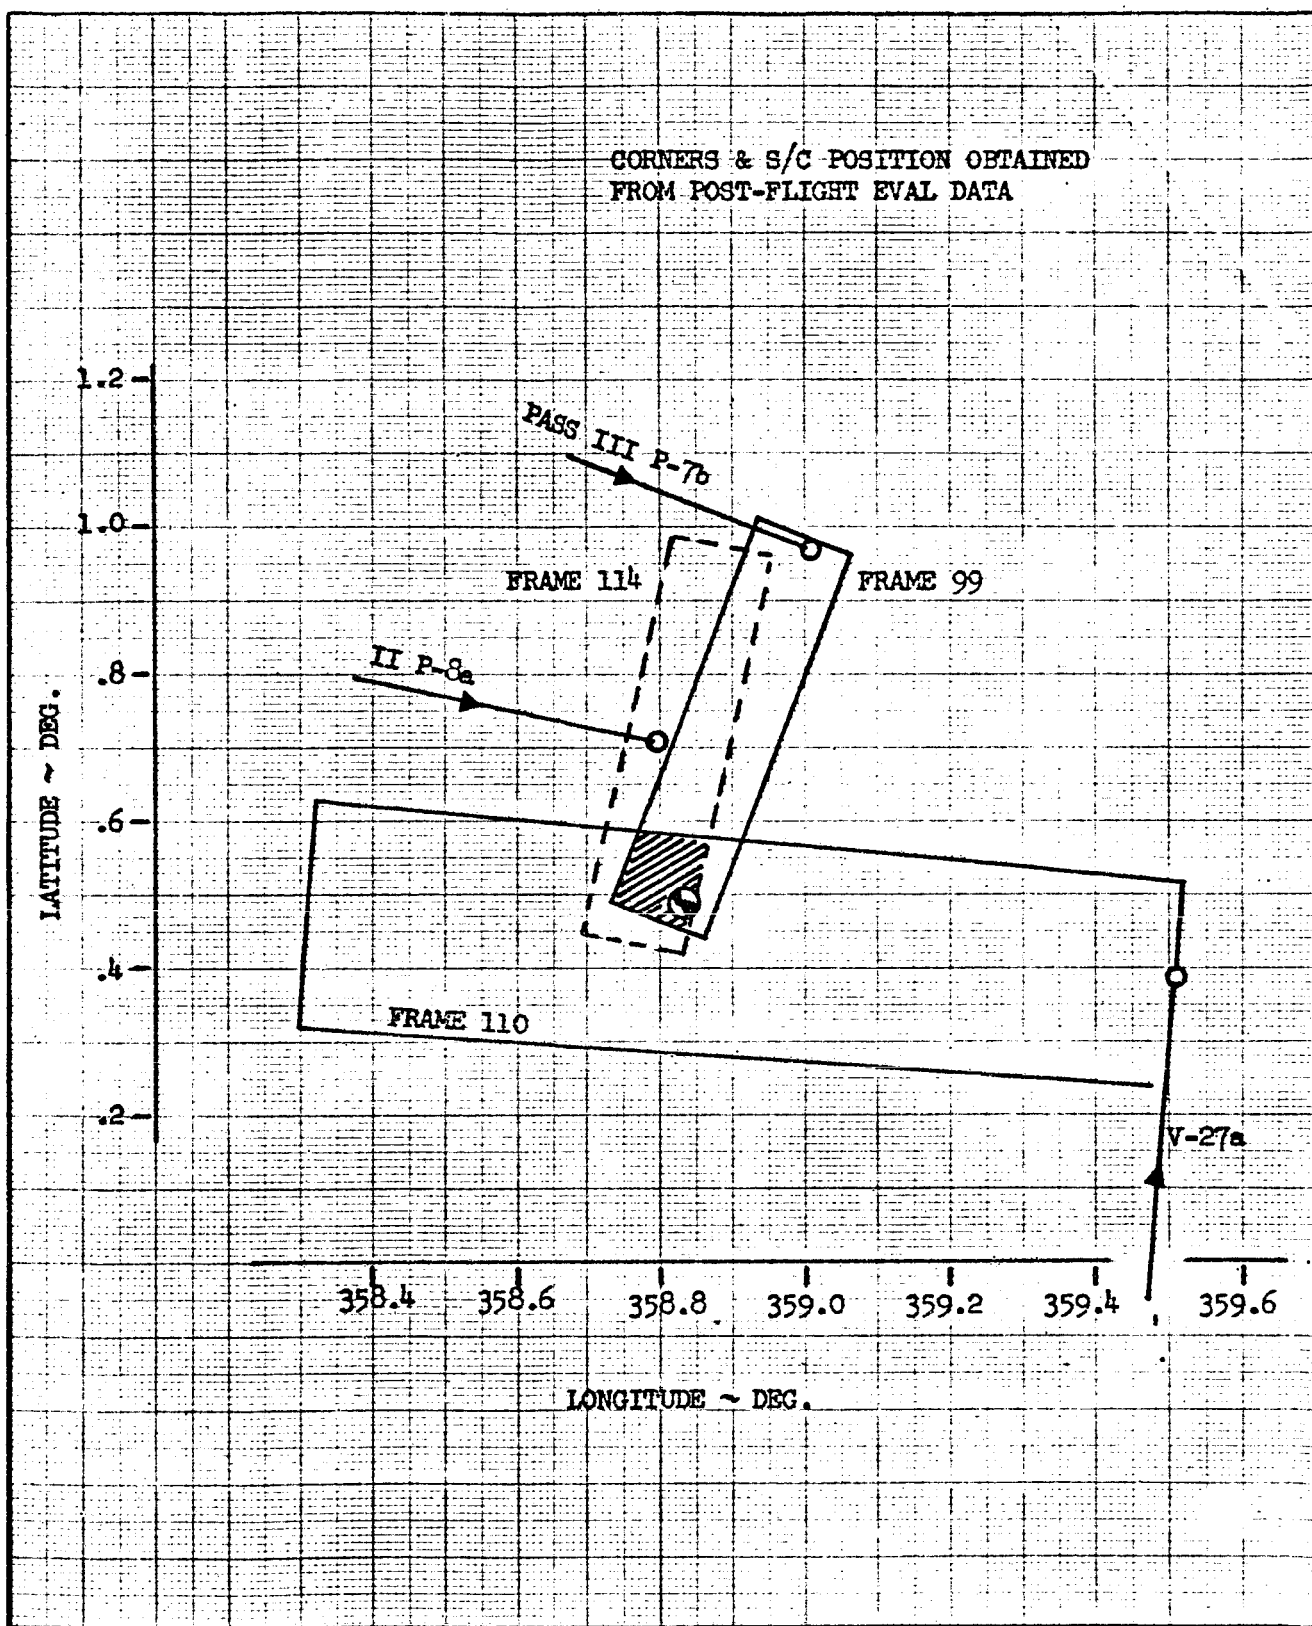 CORNERS & S/C POSITION OBTAINED
FROM POST-FLIGHT EVAL DATA
1.2
PASS III P-7b
1.0
FRAME 114
FRAME 99
II P-8a
.8
LATITUDE ~ DEG.
.6
.4
FRAME 110
.2
V-27a
358.4 358.6 358.8 359.0 359.2 359.4 359.6
LONGITUDE ~ DEG.